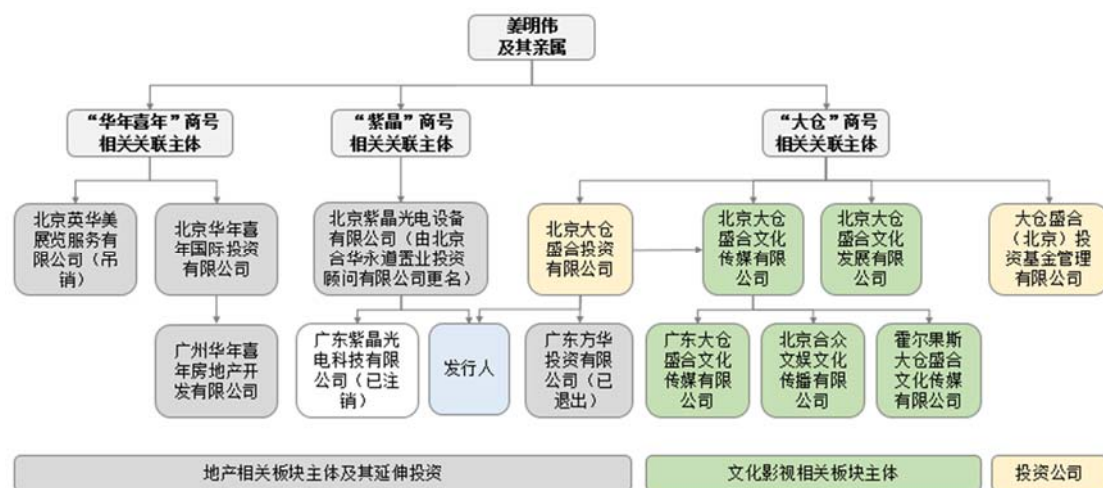 姜明伟
及其亲属
“华年喜年”商号
相关关联主体
“紫晶”商号
相关关联主体
“大仓”商号
相关关联主体
北京英华美
展览服务有
限公司（吊
销）
北京华年喜
年国际投资
有限公司
北京紫晶光电设备
有限公司（由北京
合华永道置业投资
顾问有限公司更名）
北京大仓
盛合投资
有限公司
北京大仓
盛合文化
传媒有限
公司
北京大仓
盛合文化
发展有限
公司
大仓盛合
（北京）投
资基金管理
有限公司
广州华年喜
年房地产开
发有限公司
广东紫晶光
电科技有限
公司（已注
销）
发行人
广东方华
投资有限
公司（已
退出）
广东大仓
盛合文化
传媒有限
公司
北京合众
文娱文化
传播有限
公司
霍尔果斯
大仓盛合
文化传媒
有限公司
地产相关板块主体及其延伸投资
文化影视相关板块主体
投资公司